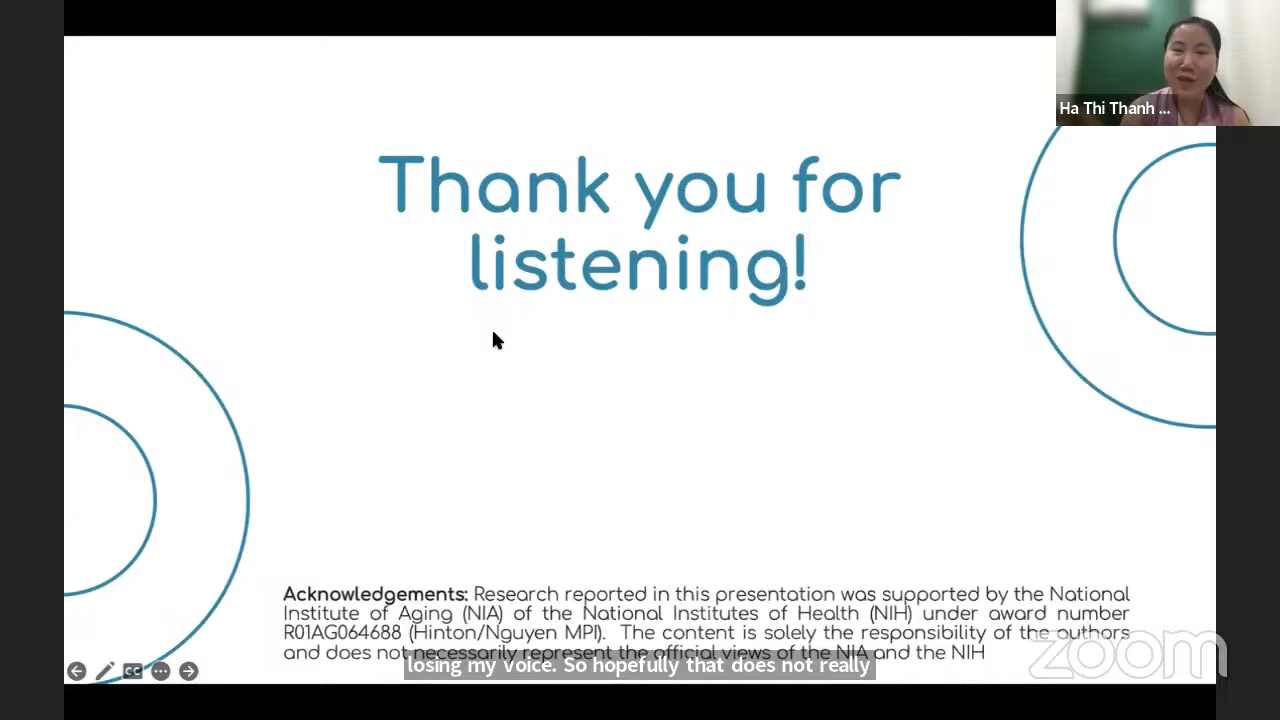 Ha Thi Thanh ...
Thank you for
listening!
Acknowledgements: Research reported in this presentation was supported by the National
Institute of Aging (NIA) of the National Institutes of Health (NIH) under award number
R01AG064688 (Hinton/Nguyen MPI). The content is solely the responsibility of the authors
and does not necessarily represent the official views of the NIA and the NIH
losing my voice. So hopefully that does not really
CC
zoom